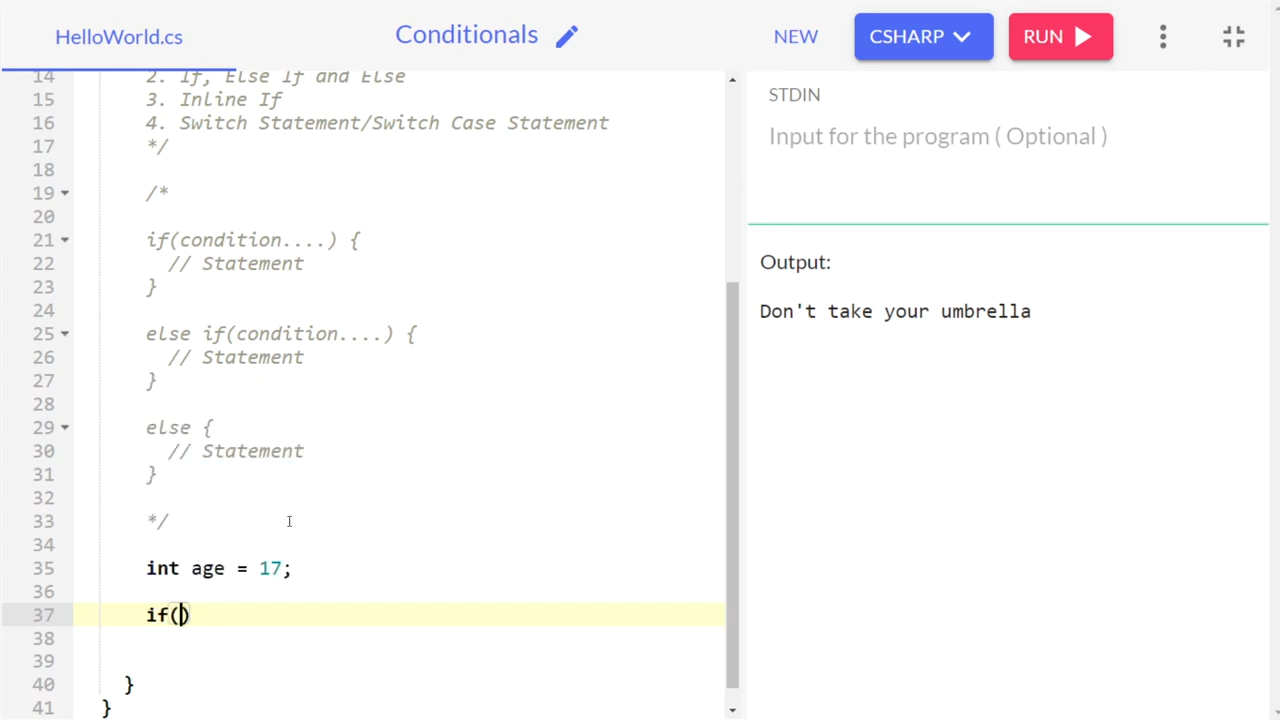 HelloWorld.cs
Conditionals
NEW
CSHARP
RUN
14 2. If, Else If and Else
15 3. Inline If
16 4. Switch Statement/Switch Case Statement
17 */
18
19 /*
20
21 if(condition....) {
22 // Statement
23 }
24
25 else if(condition....) {
26 // Statement
27 }
28
29 else {
30 // Statement
31 }
32
33 */
34
35 int age = 17;
36
37 if()
38
39
40 }
41 }
STDIN
Input for the program ( Optional )
Output:
Don't take your umbrella